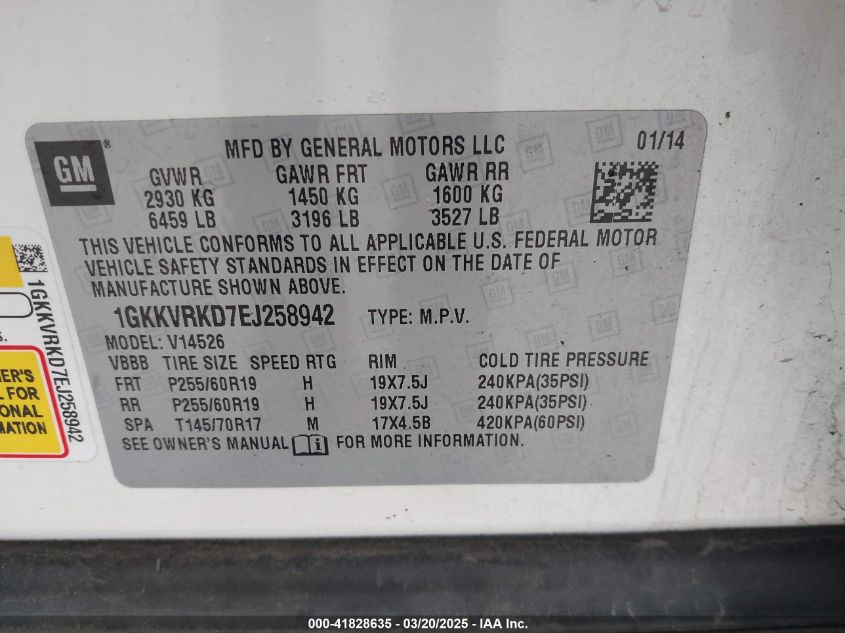 GM
®
MFD BY GENERAL MOTORS LLC 01/14
GVWR GAWR FRT GAWR RR
2930 KG 1450 KG 1600 KG
6459 LB 3196 LB 3527 LB
THIS VEHICLE CONFORMS TO ALL APPLICABLE U.S. FEDERAL MOTOR
VEHICLE SAFETY STANDARDS IN EFFECT ON THE DATE OF
MANUFACTURE SHOWN ABOVE.
1GKKVRKD7EJ258942 TYPE: M.P.V.
MODEL: V14526
VBBB TIRE SIZE SPEED RTG RIM COLD TIRE PRESSURE
FRT P255/60R19 H 19X7.5J 240KPA(35PSI)
RR P255/60R19 H 19X7.5J 240KPA(35PSI)
SPA T145/70R17 M 17X4.5B 420KPA(60PSI)
SEE OWNER'S MANUAL i FOR MORE INFORMATION.
1GKKVRKD7EJ258942
S.
ER'S
L FOR
ONAL
MATION
000-41828635 - 03/20/2025 - IAA Inc.